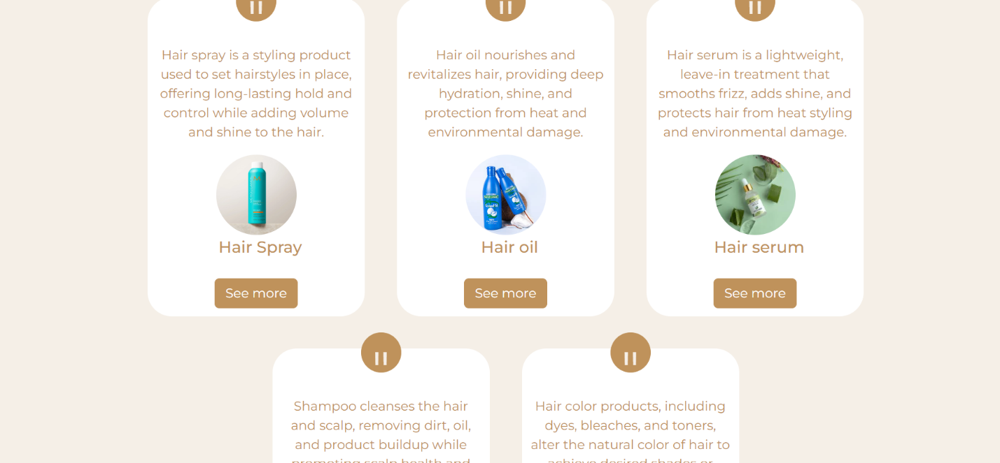 "
"
"
Hair spray is a styling product
used to set hairstyles in place,
offering long-lasting hold and
control while adding volume
and shine to the hair.
Hair Spray
See more
Hair oil nourishes and
revitalizes hair, providing deep
hydration, shine, and
protection from heat and
environmental damage.
Hair oil
See more
Hair serum is a lightweight,
leave-in treatment that
smooths frizz, adds shine, and
protects hair from heat styling
and environmental damage.
Hair serum
See more
"
"
Shampoo cleanses the hair
and scalp, removing dirt, oil,
and product buildup while
promoting scalp health and
Hair color products, including
dyes, bleaches, and toners,
alter the natural color of hair to
achieve desired shades or